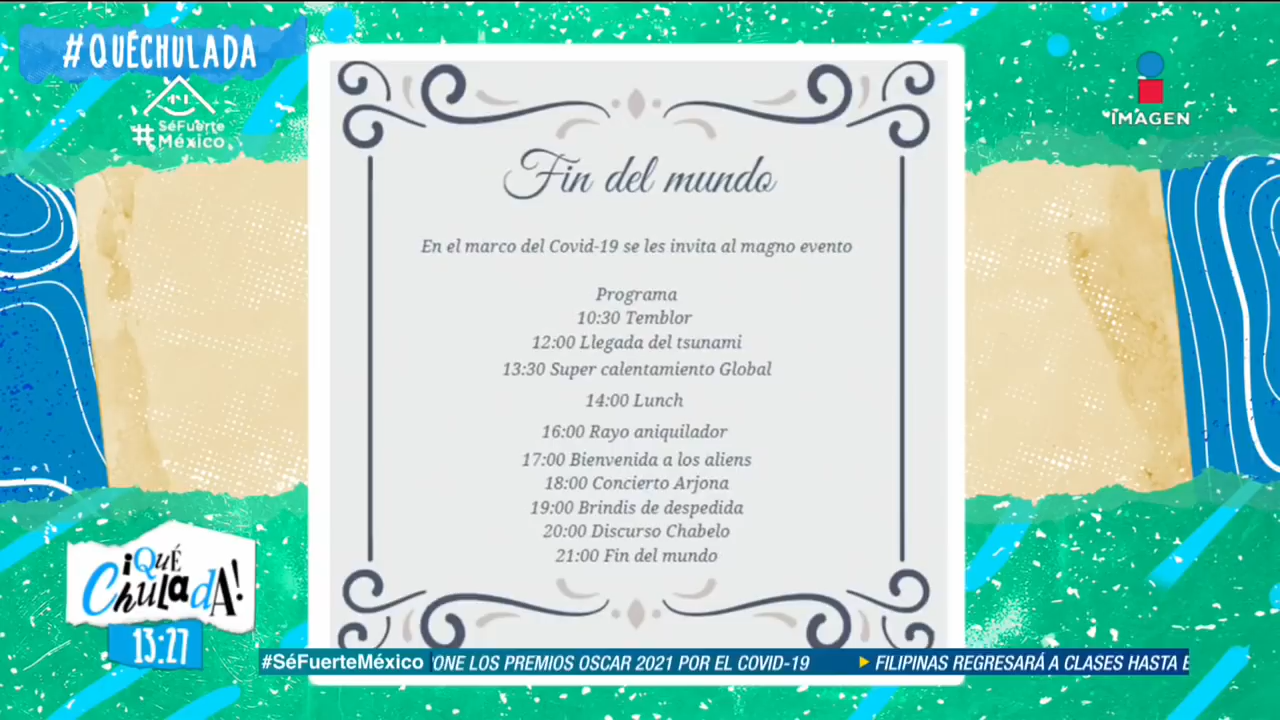 #QUÉCHULADA
#SéFuerte
México
IMAGEN
Fin del mundo
En el marco del Covid-19 se les invita al magno evento
Programa
10:30 Temblor
12:00 Llegada del tsunami
13:30 Super calentamiento Global
14:00 Lunch
16:00 Rayo aniquilador
17:00 Bienvenida a los aliens
18:00 Concierto Arjona
19:00 Brindis de despedida
20:00 Discurso Chabelo
21:00 Fin del mundo
¡QUÉ
ChuLadA!
13:27
#SéFuerteMéxico ONE LOS PREMIOS OSCAR 2021 POR EL COVID-19 FILIPINAS REGRESARÁ A CLASES HASTA E